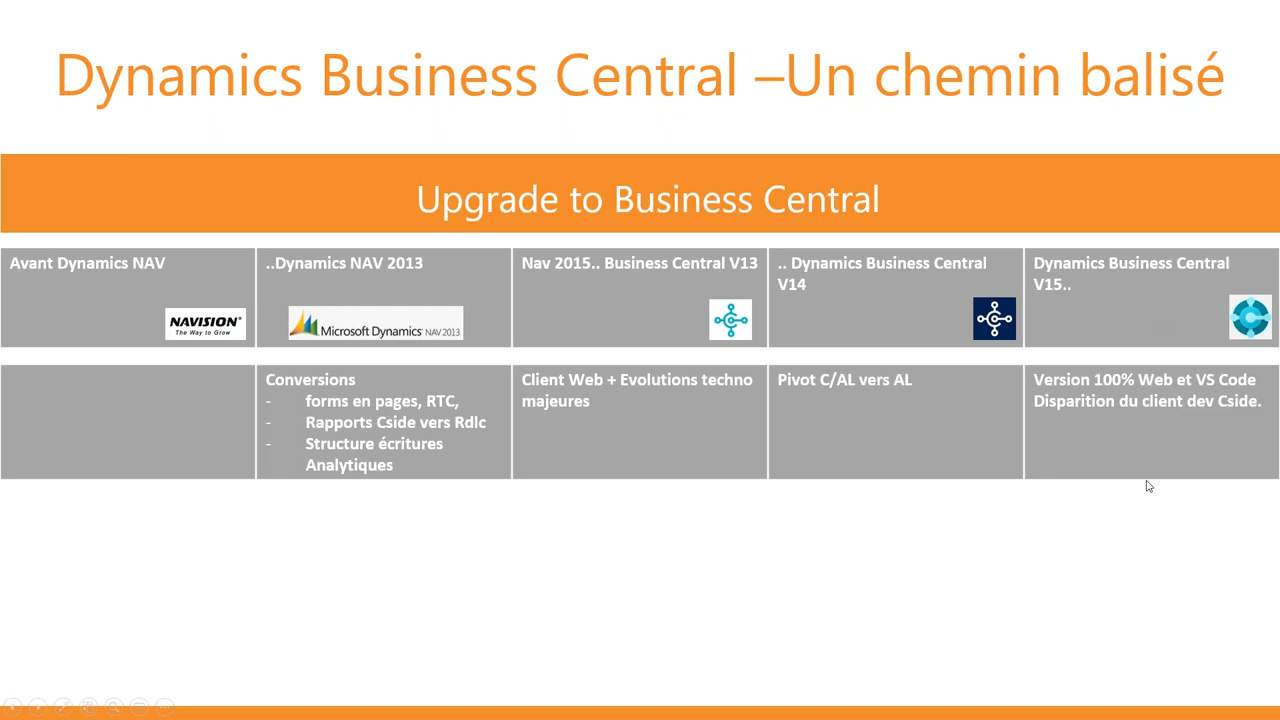 Dynamics Business Central –Un chemin balisé
Upgrade to Business Central
Avant Dynamics NAV
NAVISION®
The Way to Grow
..Dynamics NAV 2013
Microsoft Dynamics® NAV 2013
Nav 2015.. Business Central V13
.. Dynamics Business Central
V14
Dynamics Business Central
V15..
Conversions
- forms en pages, RTC,
- Rapports Cside vers Rdlc
- Structure écritures
Analytiques
Client Web + Evolutions techno
majeures
Pivot C/AL vers AL
Version 100% Web et VS Code
Disparition du client dev Cside.